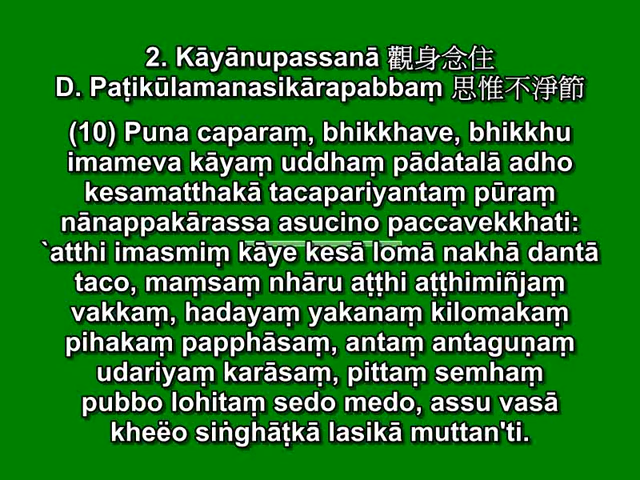 2. Kāyānupassanā 觀身念住
D. Paṭikūlamanasikārapabbaṃ 思惟不淨節
(10) Puna caparaṃ, bhikkhave, bhikkhu
imameva kāyaṃ uddhaṃ pādatalā adho
kesamatthakā tacapariyantaṃ pūraṃ
nānappakārassa asucino paccavekkhati:
`atthi imasmiṃ kāye kesā lomā nakhā dantā
taco, maṃsaṃ nhāru aṭṭhi aṭṭhimiñjaṃ
vakkaṃ, hadayaṃ yakanaṃ kilomakaṃ
pihakaṃ papphāsaṃ, antaṃ antaguṇaṃ
udariyaṃ karāsaṃ, pittaṃ semhaṃ
pubbo lohitaṃ sedo medo, assu vasā
kheëo siṅghāṭkā lasikā muttan'ti.